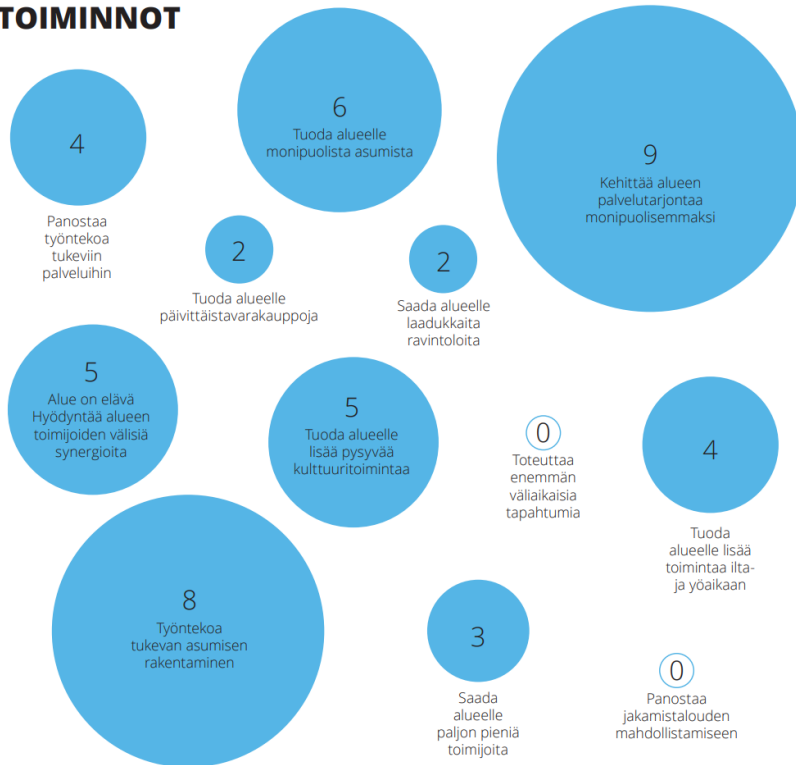 TOIMINNOT
4
Panostaa
työntekoa
tukeviin
palveluihin
6
Tuoda alueelle
monipuolista asumista
9
Kehittää alueen
palvelutarjontaa
monipuolisemmaksi
2
Tuoda alueelle
päivittäistavarakauppoja
2
Saada alueelle
laadukkaita
ravintoloita
5
Alue on elävä
Hyödyntää alueen
toimijoiden välisiä
synergioita
5
Tuoda alueelle
lisää pysyvää
kulttuuritoimintaa
0
Toteuttaa
enemmän
väliaikaisia
tapahtumia
4
Tuoda
alueelle lisää
toimintaa ilta-
ja yöaikaan
8
Työntekoa
tukevan asumisen
rakentaminen
3
Saada
alueelle
paljon pieniä
toimijoita
0
Panostaa
jakamistalouden
mahdollistamiseen